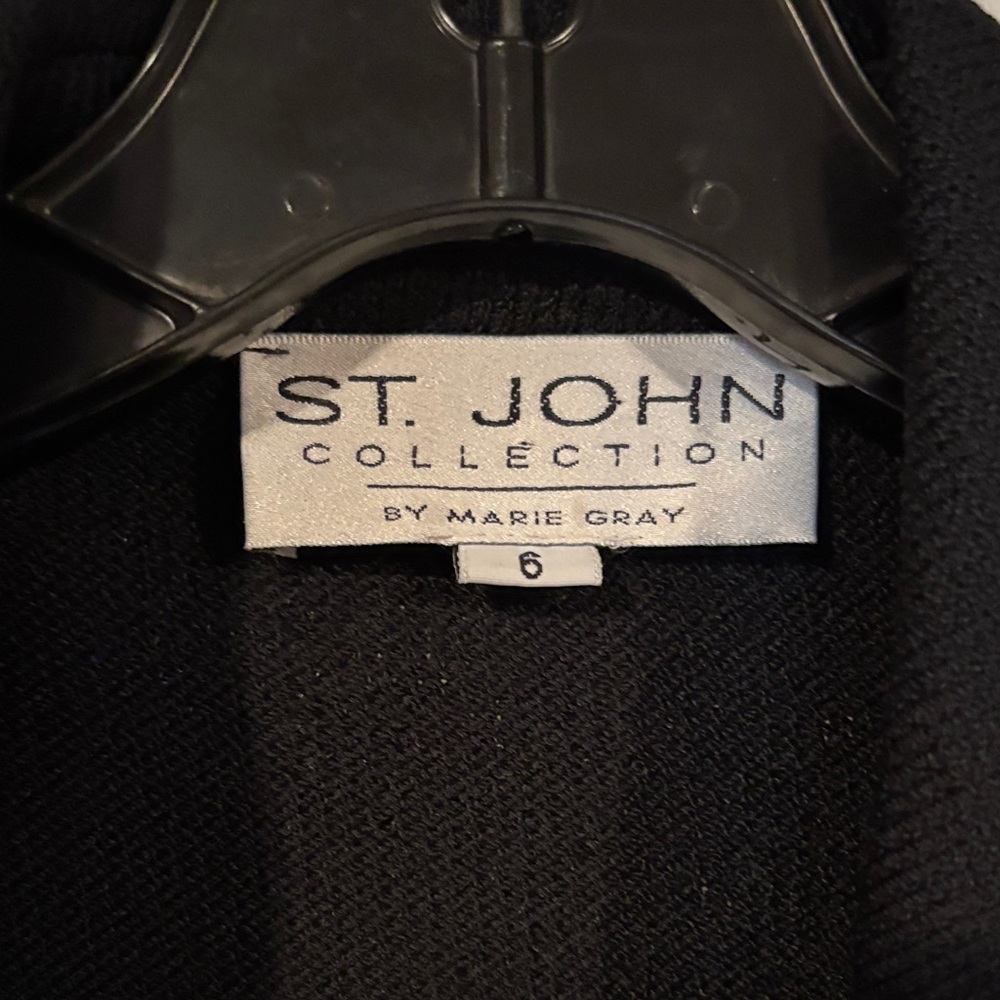 ST. JOHN
COLLECTION
BY MARIE GRAY
6